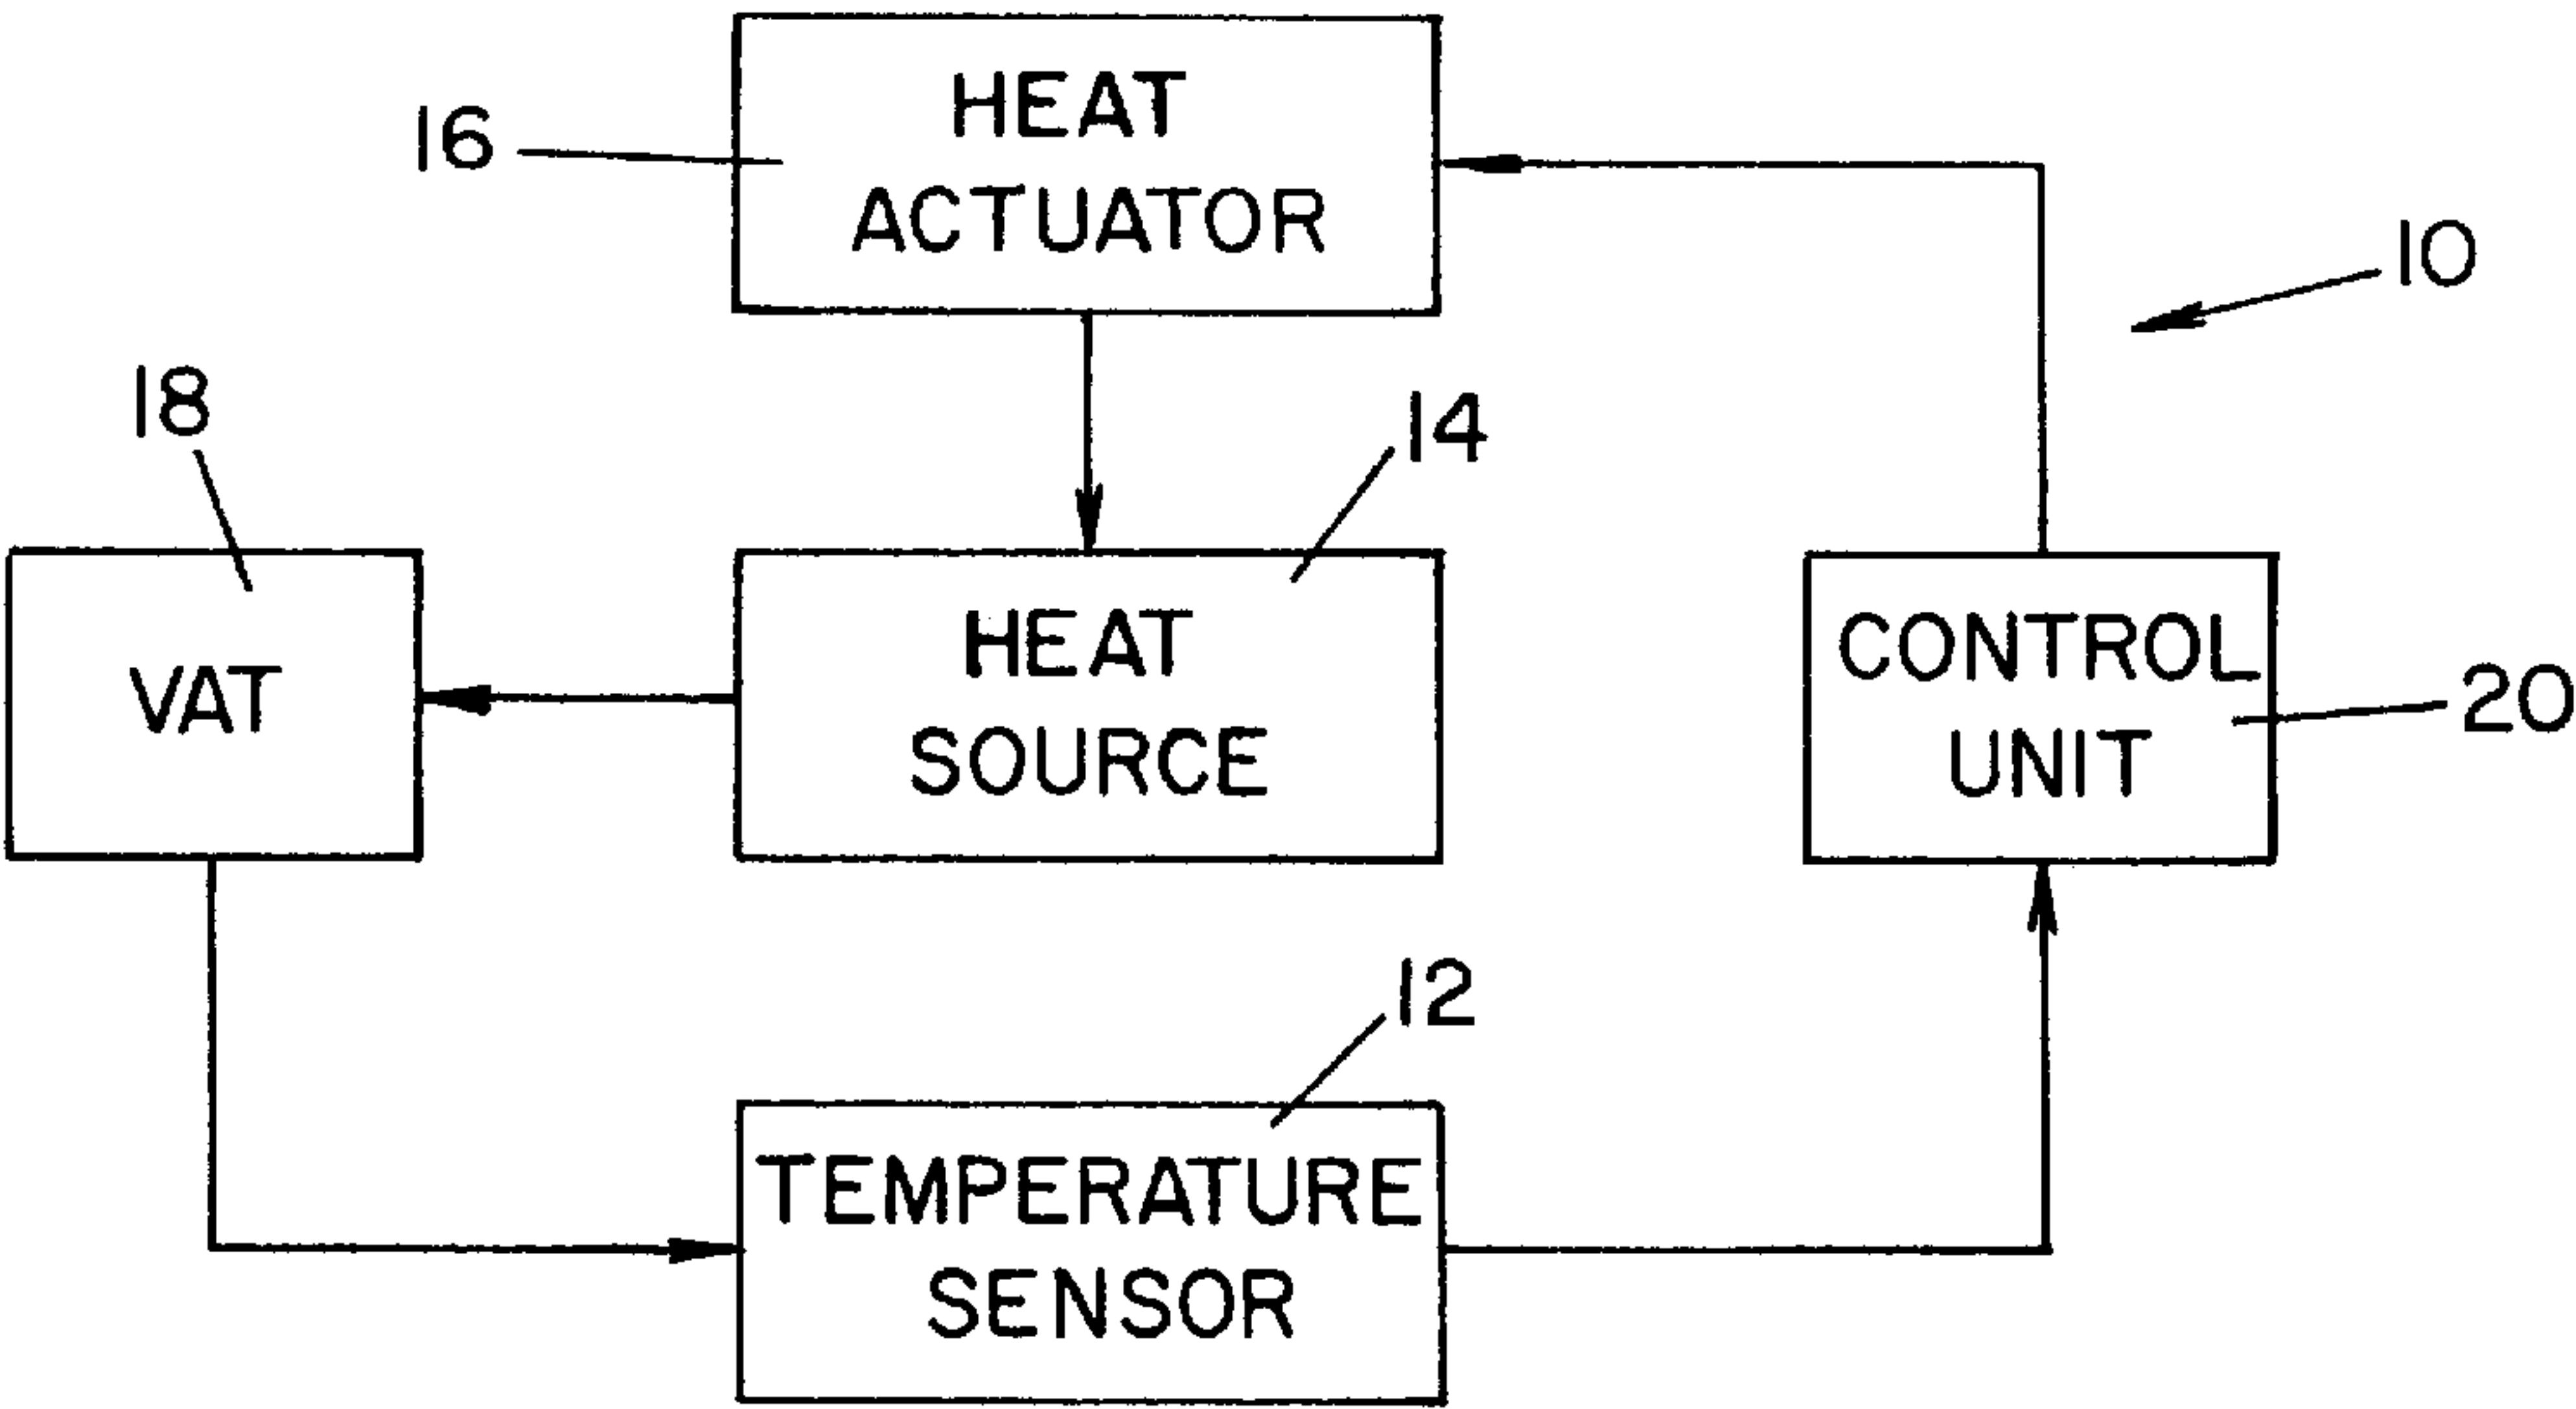 HEAT
ACTUATOR
16
10
18
14
VAT
HEAT
SOURCE
CONTROL
UNIT
20
12
TEMPERATURE
SENSOR